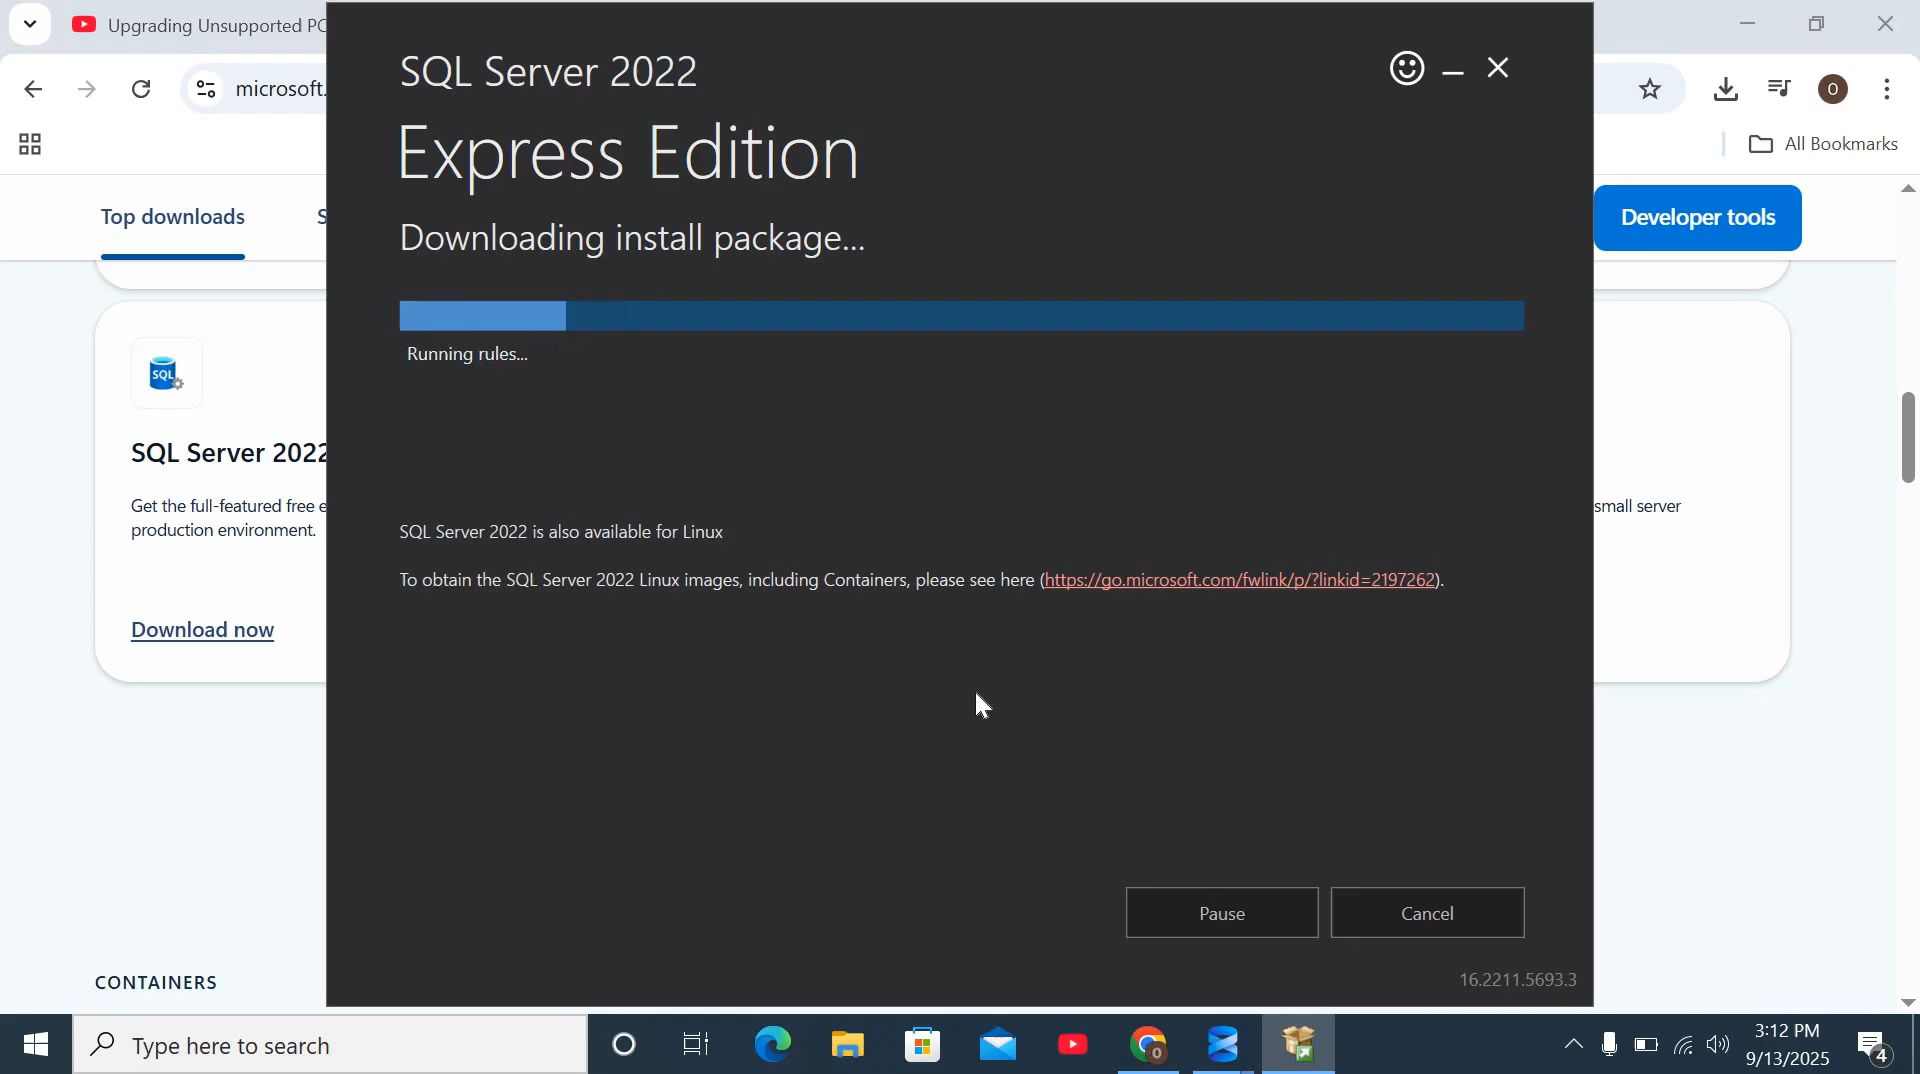 Upgrading Unsupported PC
microsoft.
All Bookmarks
Top downloads
S
Developer tools
SQL
SQL Server 2022
Get the full-featured free e
production environment.
Download now
small server
CONTAINERS
SQL Server 2022
Express Edition
Downloading install package...
Running rules...
SQL Server 2022 is also available for Linux
To obtain the SQL Server 2022 Linux images, including Containers, please see here (https://go.microsoft.com/fwlink/p/?linkid=2197262).
Pause
Cancel
16.2211.5693.3
Type here to search
3:12 PM
9/13/2025
4
O
O